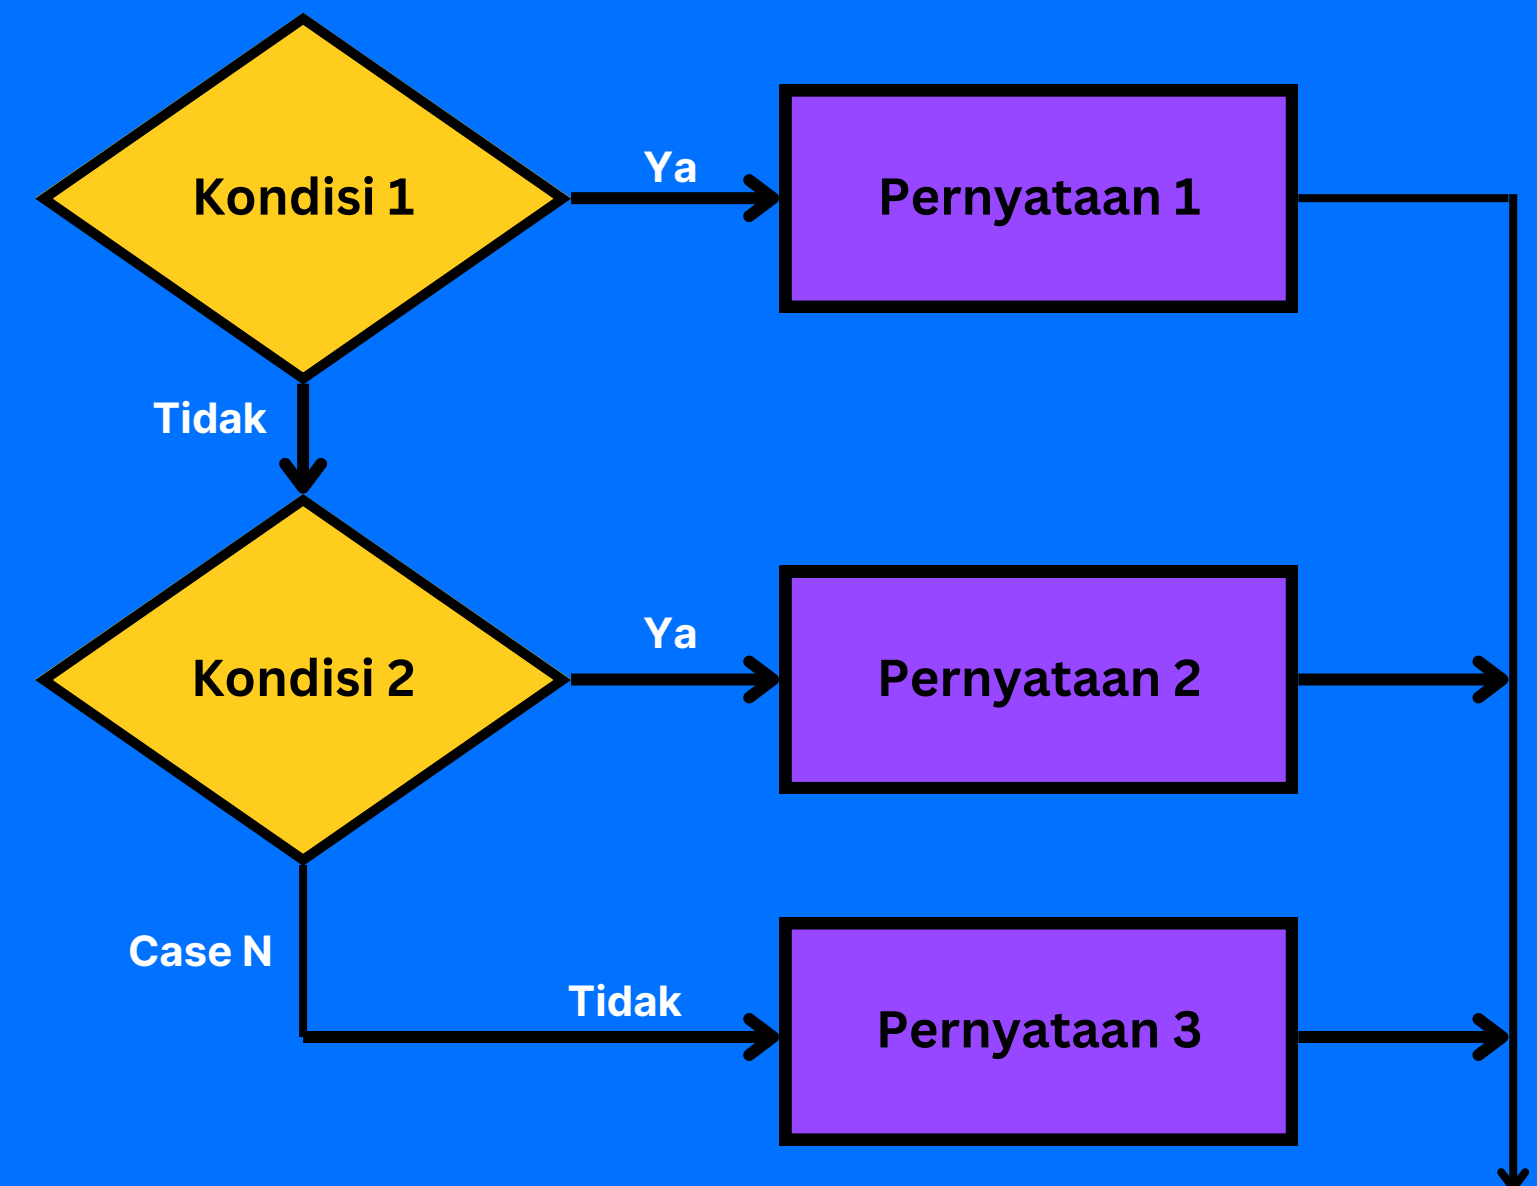 Kondisi 1
Ya
Pernyataan 1
Tidak
Kondisi 2
Ya
Pernyataan 2
Case N
Tidak
Pernyataan 3